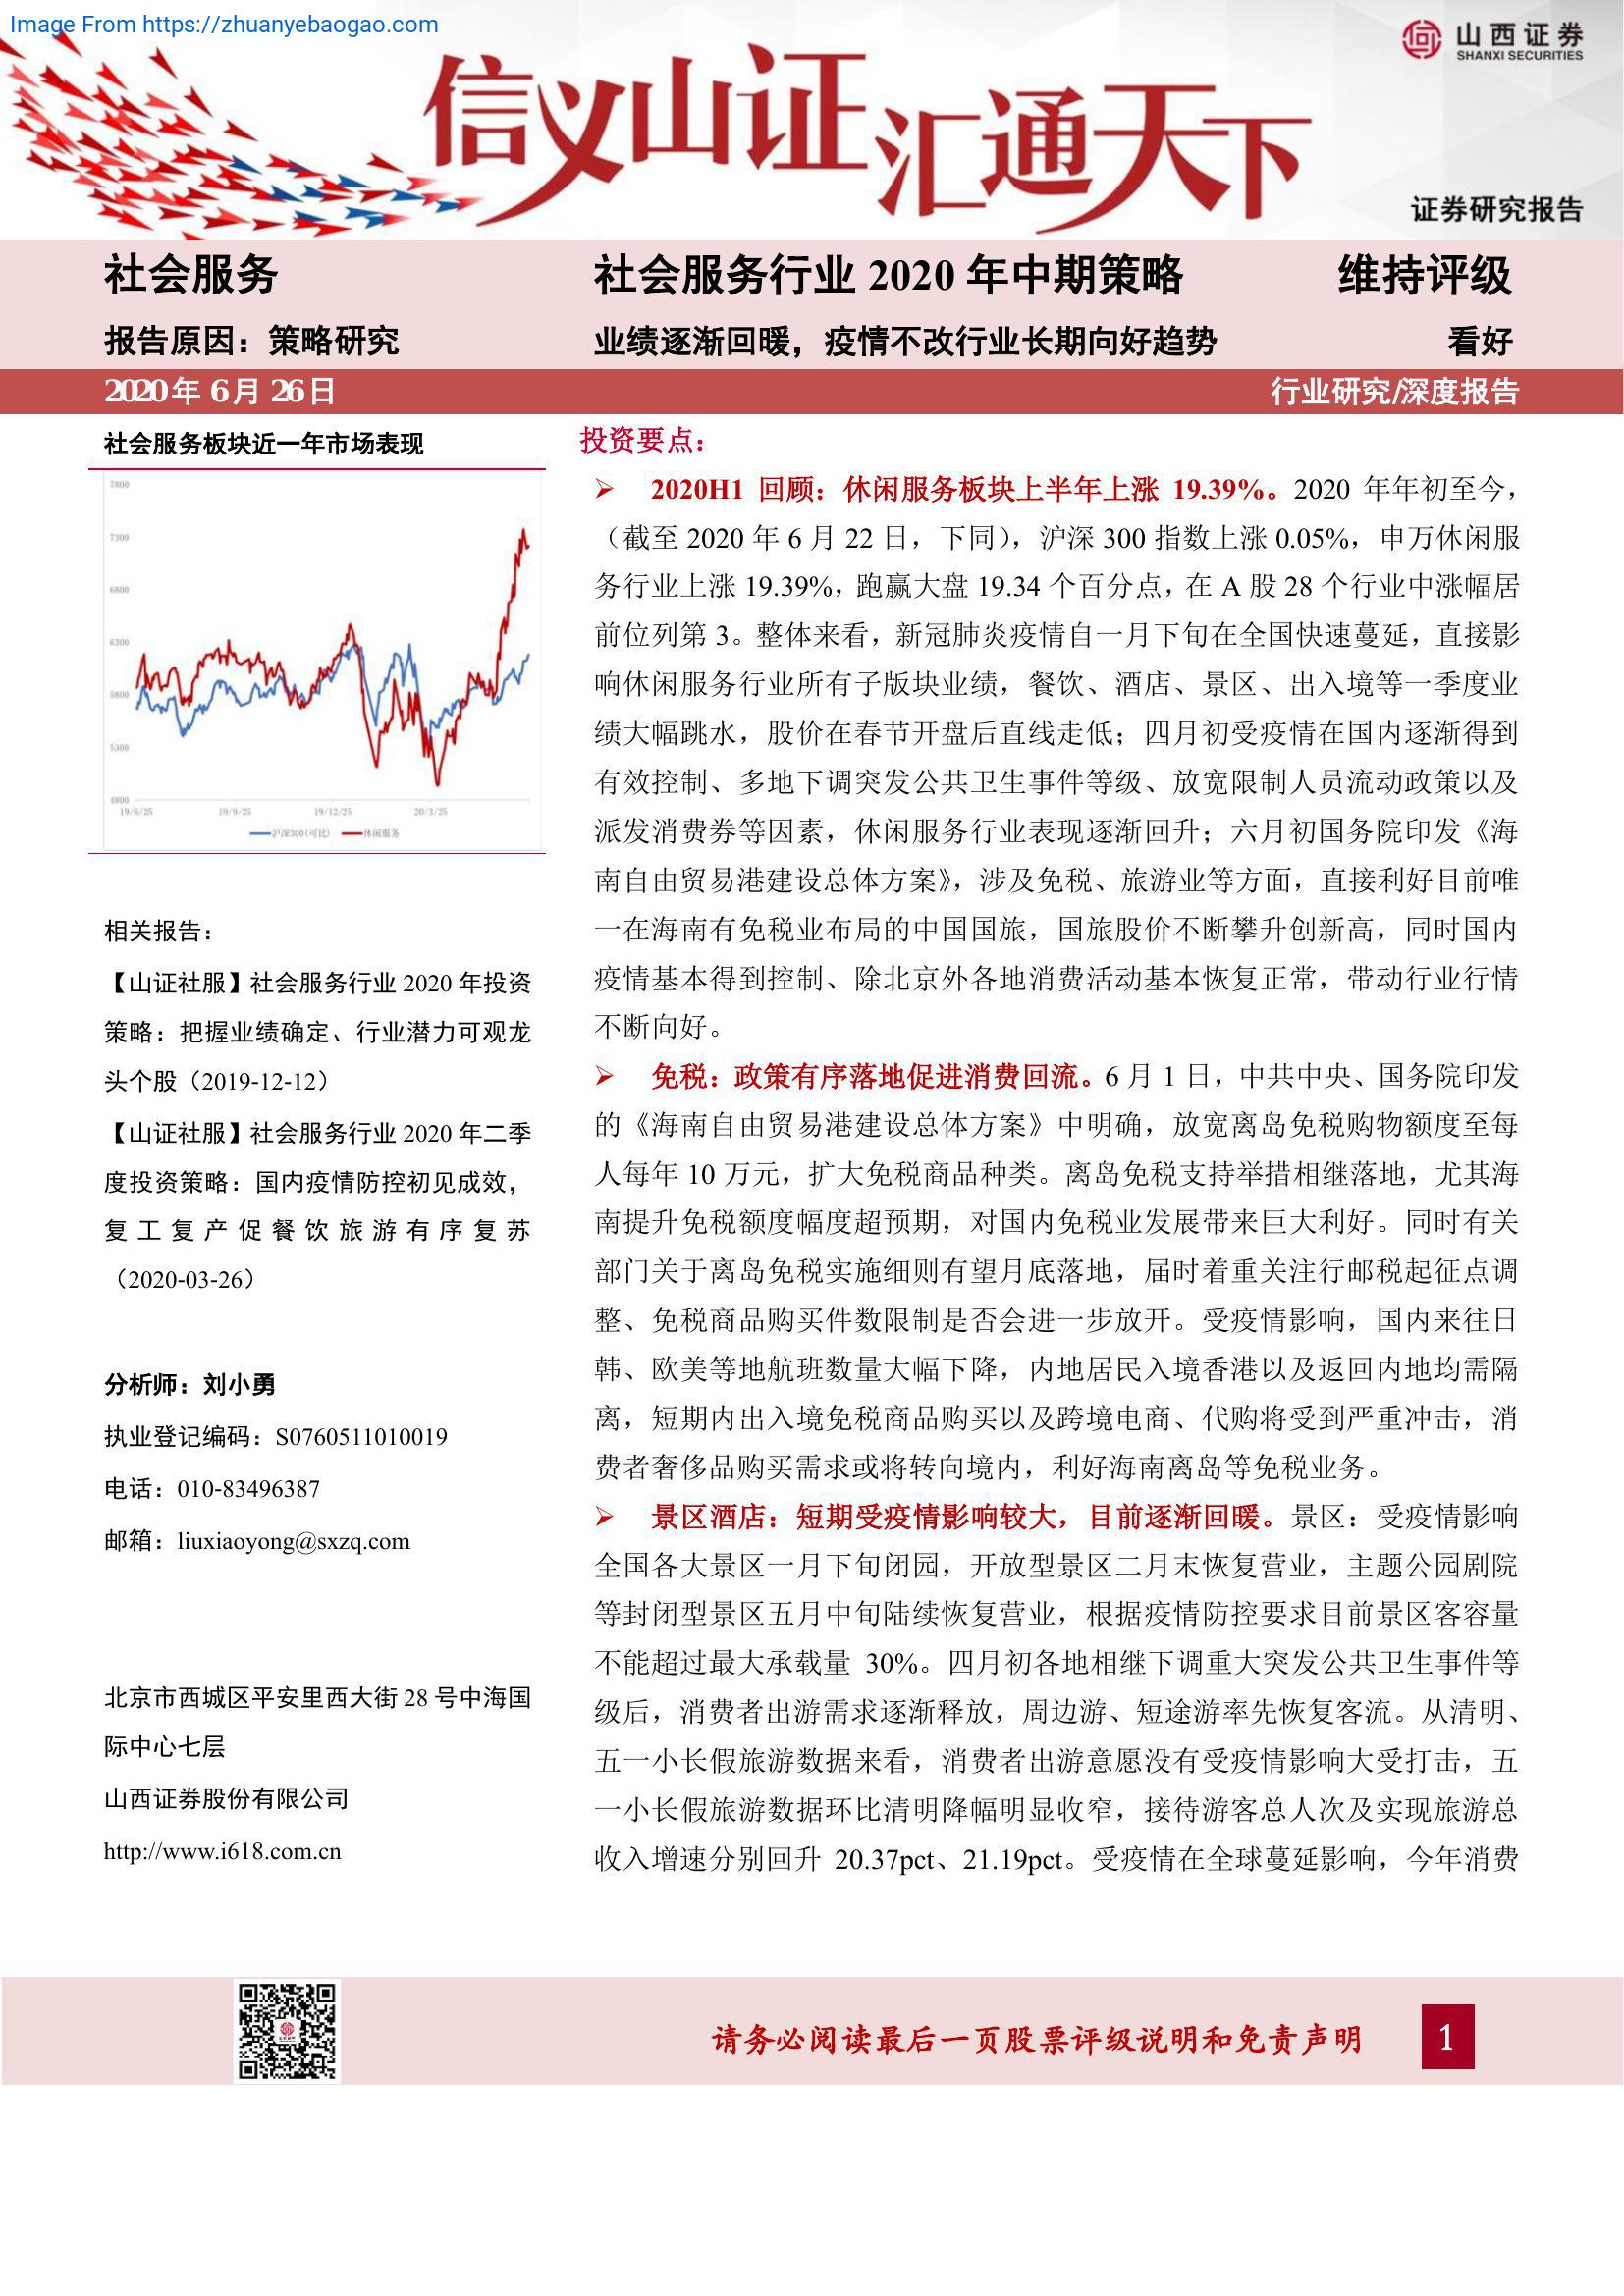 Image From https://zhuanyebaogao.com
山西证券
SHANXI SECURITIES
信义山证汇通天下
证券研究报告
社会服务
报告原因：策略研究
社会服务行业 2020 年中期策略
维持评级
业绩逐渐回暖，疫情不改行业长期向好趋势
看好
2020 年 6 月 26 日
行业研究/深度报告
社会服务板块近一年市场表现
7800
7300
6800
6300
5800
5300
4800
19/6/25
19/9/25
19/12/25
20/3/25
沪深300(可比)
休闲服务
相关报告：
【山证社服】社会服务行业 2020 年投资
策略：把握业绩确定、行业潜力可观龙
头个股（2019-12-12）
【山证社服】社会服务行业 2020 年二季
度投资策略：国内疫情防控初见成效，
复工复产促餐饮旅游有序复苏
（2020-03-26）
分析师：刘小勇
执业登记编码：S0760511010019
电话：010-83496387
邮箱：liuxiaoyong@sxzq.com
北京市西城区平安里西大街 28 号中海国
际中心七层
山西证券股份有限公司
http://www.i618.com.cn
投资要点：
➢ 2020H1 回顾：休闲服务板块上半年上涨 19.39%。2020 年年初至今，
（截至 2020 年 6 月 22 日，下同），沪深 300 指数上涨 0.05%，申万休闲服
务行业上涨 19.39%，跑赢大盘 19.34 个百分点，在 A 股 28 个行业中涨幅居
前位列第 3。整体来看，新冠肺炎疫情自一月下旬在全国快速蔓延，直接影
响休闲服务行业所有子版块业绩，餐饮、酒店、景区、出入境等一季度业
绩大幅跳水，股价在春节开盘后直线走低；四月初受疫情在国内逐渐得到
有效控制、多地下调突发公共卫生事件等级、放宽限制人员流动政策以及
派发消费券等因素，休闲服务行业表现逐渐回升；六月初国务院印发《海
南自由贸易港建设总体方案》，涉及免税、旅游业等方面，直接利好目前唯
一在海南有免税业布局的中国国旅，国旅股价不断攀升创新高，同时国内
疫情基本得到控制、除北京外各地消费活动基本恢复正常，带动行业行情
不断向好。
➢ 免税：政策有序落地促进消费回流。6 月 1 日，中共中央、国务院印发
的《海南自由贸易港建设总体方案》中明确，放宽离岛免税购物额度至每
人每年 10 万元，扩大免税商品种类。离岛免税支持举措相继落地，尤其海
南提升免税额度幅度超预期，对国内免税业发展带来巨大利好。同时有关
部门关于离岛免税实施细则有望月底落地，届时着重关注行邮税起征点调
整、免税商品购买件数限制是否会进一步放开。受疫情影响，国内来往日
韩、欧美等地航班数量大幅下降，内地居民入境香港以及返回内地均需隔
离，短期内出入境免税商品购买以及跨境电商、代购将受到严重冲击，消
费者奢侈品购买需求或将转向境内，利好海南离岛等免税业务。
➢ 景区酒店：短期受疫情影响较大，目前逐渐回暖。景区：受疫情影响
全国各大景区一月下旬闭园，开放型景区二月末恢复营业，主题公园剧院
等封闭型景区五月中旬陆续恢复营业，根据疫情防控要求目前景区客容量
不能超过最大承载量 30%。四月初各地相继下调重大突发公共卫生事件等
级后，消费者出游需求逐渐释放，周边游、短途游率先恢复客流。从清明、
五一小长假旅游数据来看，消费者出游意愿没有受疫情影响大受打击，五
一小长假旅游数据环比清明降幅明显收窄，接待游客总人次及实现旅游总
收入增速分别回升 20.37pct、21.19pct。受疫情在全球蔓延影响，今年消费
请务必阅读最后一页股票评级说明和免责声明
1